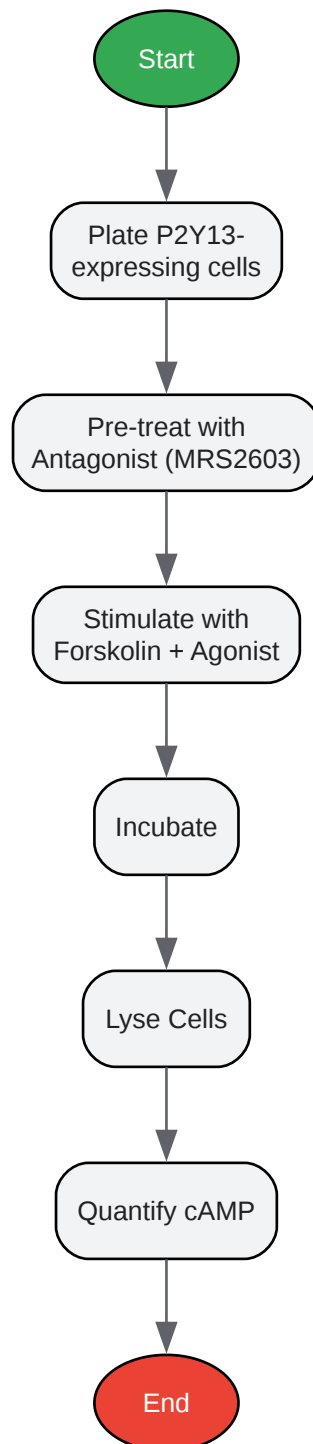 Start
Plate P2Y13-
expressing cells
Pre-treat with
Antagonist (MRS2603)
Stimulate with
Forskolin + Agonist
Incubate
Lyse Cells
Quantify cAMP
End